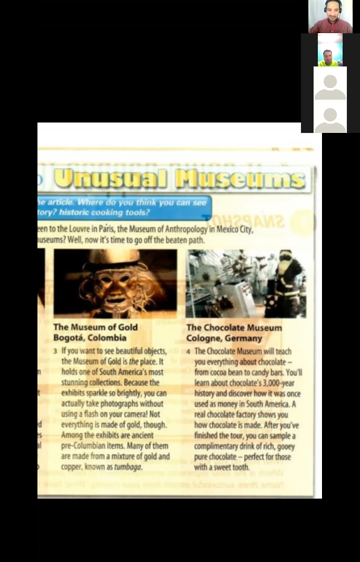 Unusual Museums
article. Where do you think you can see
tory? historic cooking tools?
een to the Louvre in Paris, the Museum of Anthropology in Mexico City,
useums? Well, now it's time to go off the beaten path.
The Museum of Gold
Bogotá, Colombia
3 If you want to see beautiful objects,
the Museum of Gold is the place. It
holds one of South America's most
stunning collections. Because the
exhibits sparkle so brightly, you can
actually take photographs without
using a flash on your camera! Not
everything is made of gold, though.
Among the exhibits are ancient
pre-Columbian items. Many of them
are made from a mixture of gold and
copper, known as tumbaga.
The Chocolate Museum
Cologne, Germany
4 The Chocolate Museum will teach
you everything about chocolate –
from cocoa bean to candy bars. You'll
learn about chocolate's 3,000-year
history and discover how it was once
used as money in South America. A
real chocolate factory shows you
how chocolate is made. After you've
finished the tour, you can sample a
complimentary drink of rich, gooey
pure chocolate – perfect for those
with a sweet tooth.
SNAPSHOT